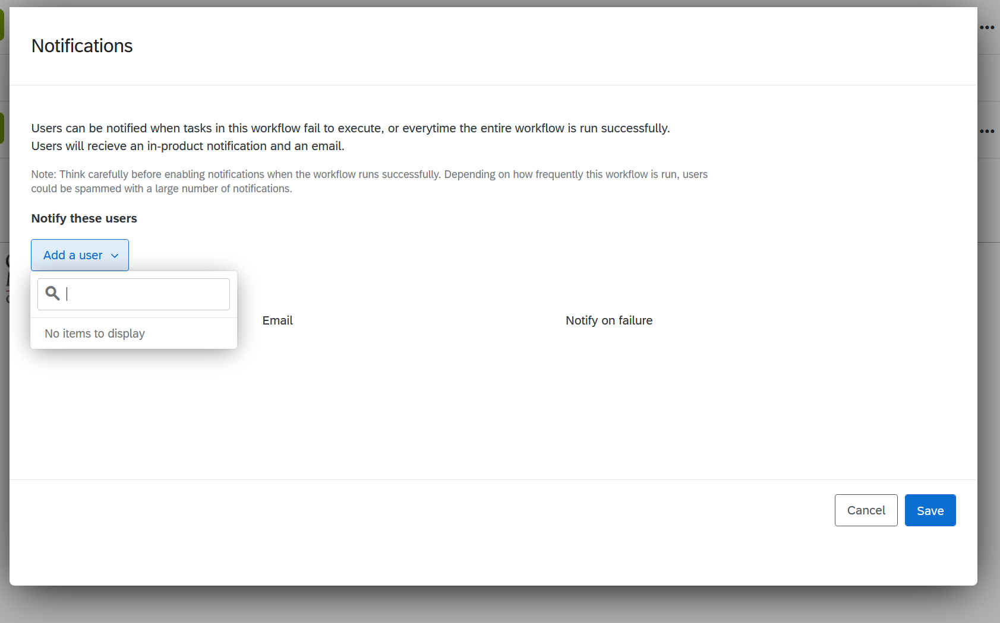 Notifications
Users can be notified when tasks in this workflow fail to execute, or everytime the entire workflow is run successfully.
Users will recieve an in-product notification and an email.
Note: Think carefully before enabling notifications when the workflow runs successfully. Depending on how frequently this workflow is run, users
could be spammed with a large number of notifications.
Notify these users
Add a user
Email
Notify on failure
No items to display
Cancel
Save